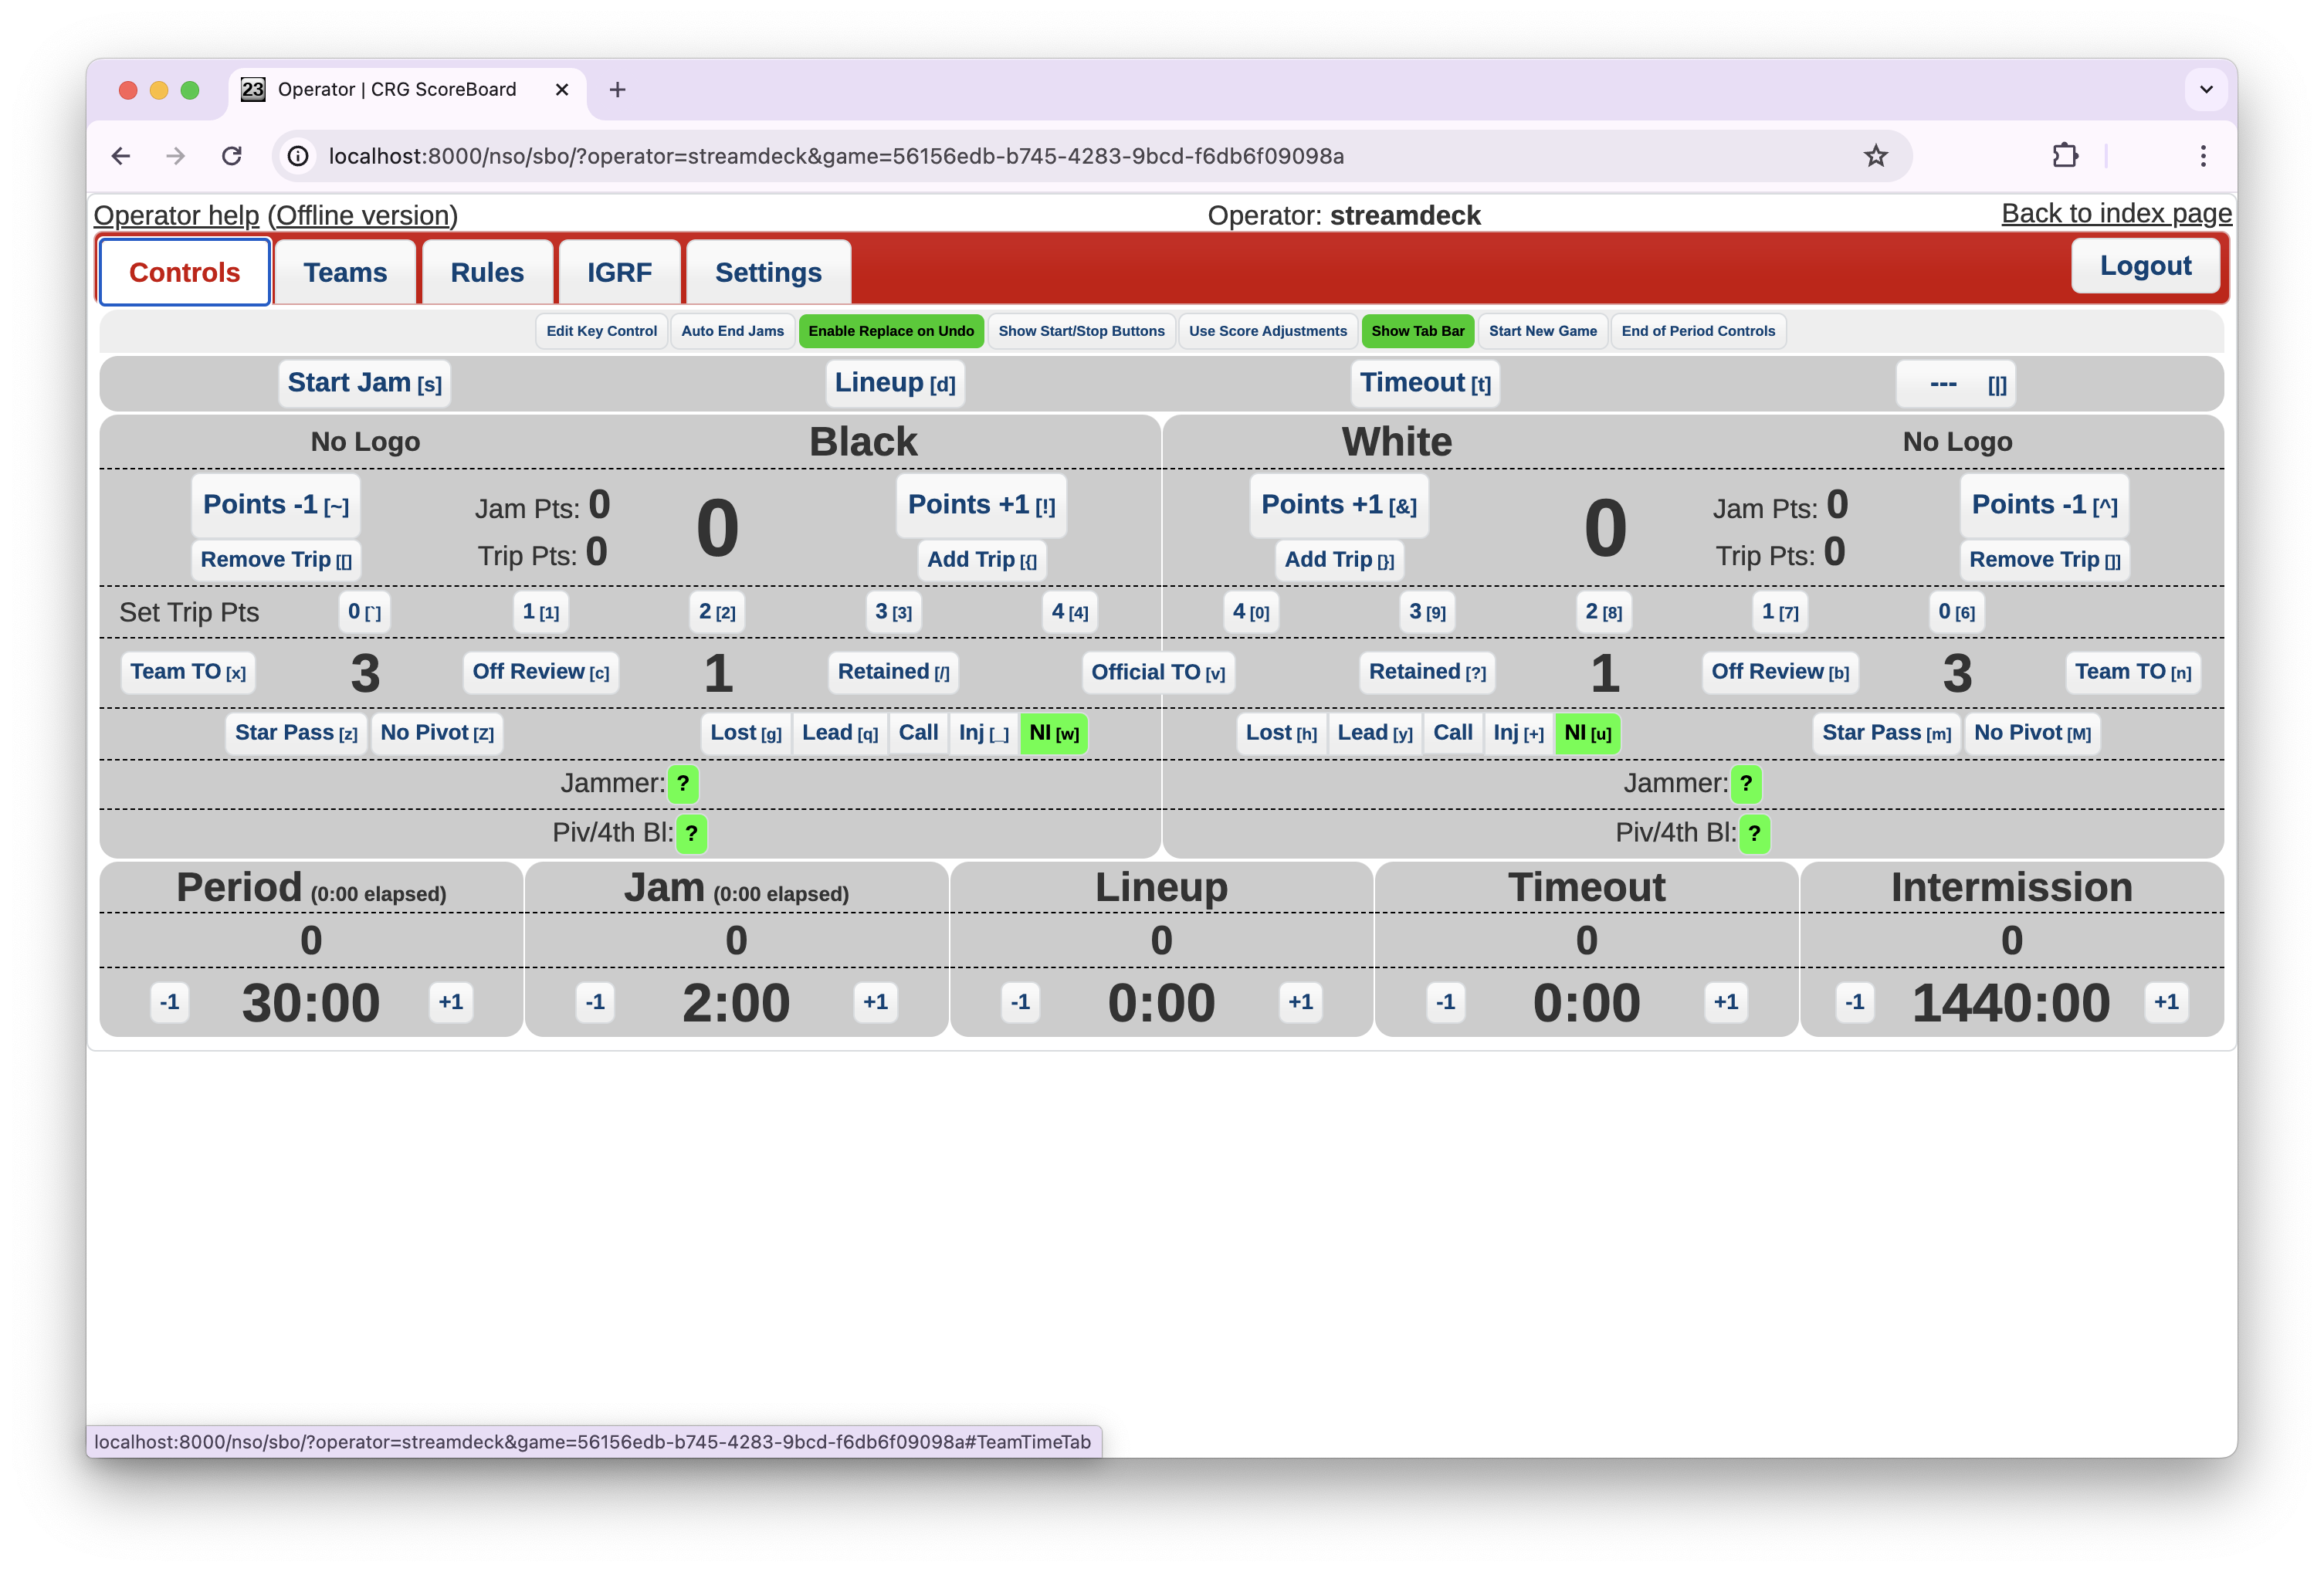 23 Operator | CRG ScoreBoard
localhost:8000/nso/sbo/?operator=streamdeck&game=56156edb-b745-4283-9bcd-f6db6f09098a
Operator help (Offline version) Operator: streamdeck Back to index page
Controls Teams Rules IGRF Settings Logout
Edit Key Control Auto End Jams Enable Replace on Undo Show Start/Stop Buttons Use Score Adjustments Show Tab Bar Start New Game End of Period Controls
Start Jam [s] Lineup [d] Timeout [t] --- [|]
No Logo Black White No Logo
Points -1 [~] Jam Pts: 0 0 Points +1 [!] Points +1 [&] 0 Jam Pts: 0 Points -1 [^]
Remove Trip [[] Trip Pts: 0 Add Trip [{] Add Trip [}] Trip Pts: 0 Remove Trip []]
Set Trip Pts 0 [`] 1 [1] 2 [2] 3 [3] 4 [4] 4 [0] 3 [9] 2 [8] 1 [7] 0 [6]
Team TO [x] 3 Off Review [c] 1 Retained [/] Official TO [v] Retained [?] 1 Off Review [b] 3 Team TO [n]
Star Pass [z] No Pivot [Z] Lost [g] Lead [q] Call Inj [_] NI [w] Lost [h] Lead [y] Call Inj [+] NI [u] Star Pass [m] No Pivot [M]
Jammer: ? Jammer: ?
Piv/4th Bl: ? Piv/4th Bl: ?
Period (0:00 elapsed) Jam (0:00 elapsed) Lineup Timeout Intermission
0 0 0 0 0
-1 30:00 +1 -1 2:00 +1 -1 0:00 +1 -1 0:00 +1 -1 1440:00 +1
localhost:8000/nso/sbo/?operator=streamdeck&game=56156edb-b745-4283-9bcd-f6db6f09098a#TeamTimeTab